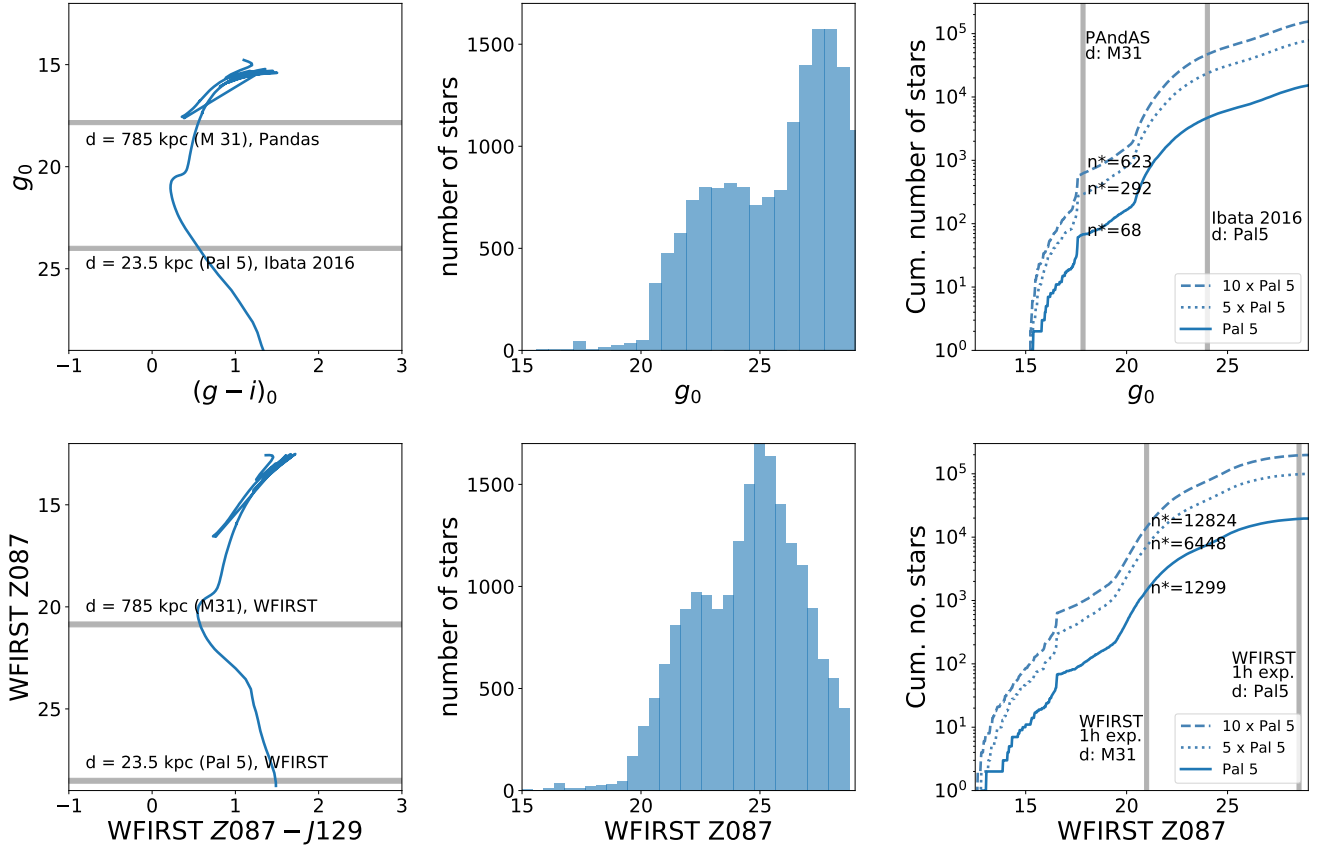 15
20
25
−1
0
1
2
3
g0
(g − i)0
d = 785 kpc (M 31), Pandas
d = 23.5 kpc (Pal 5), Ibata 2016
1500
1000
500
0
15
20
25
number of stars
g0
10^5
10^4
10^3
10^2
10^1
10^0
15
20
25
Cum. number of stars
g0
PAndAS
d: M31
n*=623
n*=292
n*=68
Ibata 2016
d: Pal5
10 x Pal 5
5 x Pal 5
Pal 5
15
20
25
−1
0
1
2
3
WFIRST Z087
WFIRST Z087 − J129
d = 785 kpc (M31), WFIRST
d = 23.5 kpc (Pal 5), WFIRST
1500
1000
500
0
15
20
25
number of stars
WFIRST Z087
10^5
10^4
10^3
10^2
10^1
10^0
15
20
25
Cum. no. stars
WFIRST Z087
n*=12824
n*=6448
n*=1299
WFIRST
1h exp.
d: Pal5
WFIRST
1h exp.
d: M31
10 x Pal 5
5 x Pal 5
Pal 5